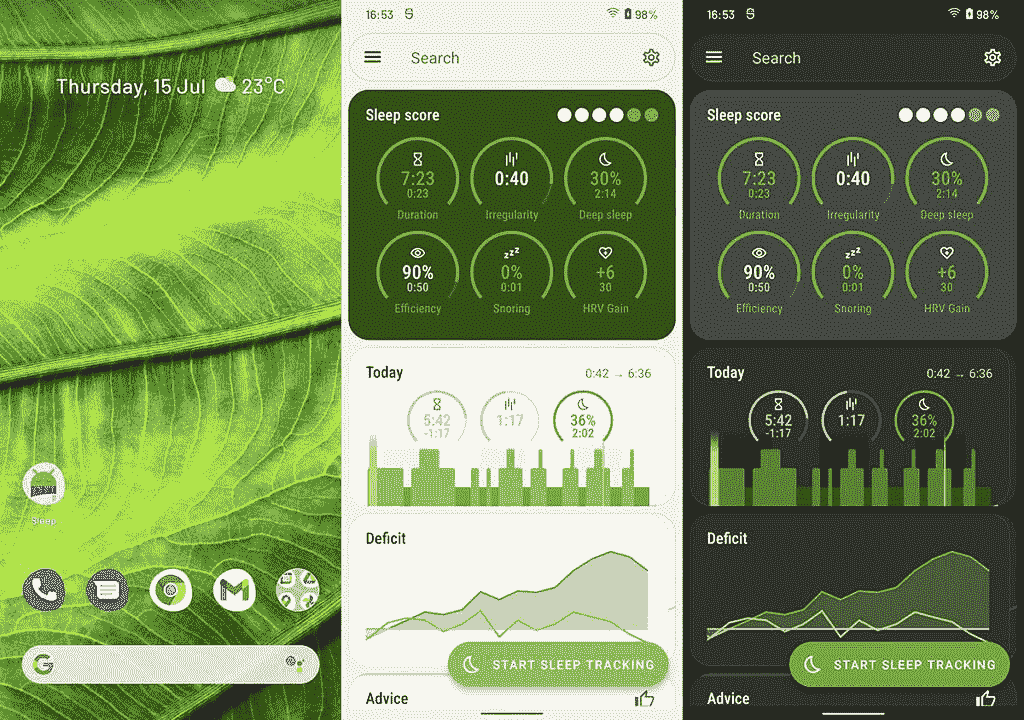 Thursday, 15 Jul 23°C
Sleep
16:53 98%
Search
Sleep score
7:23 0:40 30%
0:23 2:14
Duration Irregularity Deep sleep
90% 0% +6
0:50 0:01 30
Efficiency Snoring HRV Gain
Today 0:42 → 6:36
5:42 1:17 36%
-1:17 2:02
Deficit
START SLEEP TRACKING
Advice
16:53 98%
Search
Sleep score
7:23 0:40 30%
0:23 2:14
Duration Irregularity Deep sleep
90% 0% +6
0:50 0:01 30
Efficiency Snoring HRV Gain
Today 0:42 → 6:36
5:42 1:17 36%
-1:17 2:02
Deficit
START SLEEP TRACKING
Advice